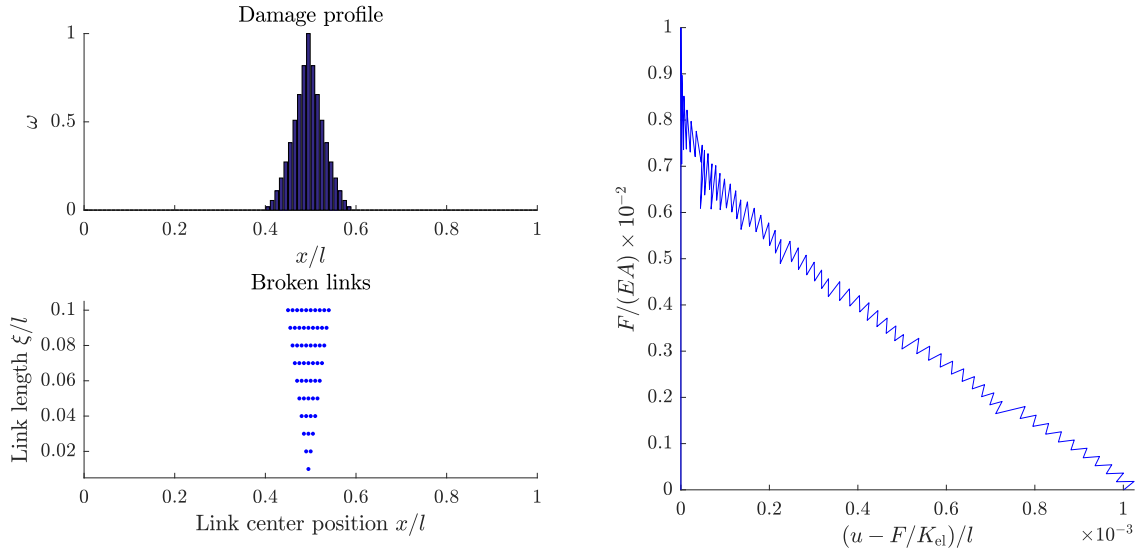 Damage profile
1
0.5
0
ω
0 0.2 0.4 0.6 0.8 1
x/l
Broken links
0.1
0.08
0.06
0.04
0.02
Link length ξ/l
0 0.2 0.4 0.6 0.8 1
Link center position x/l
1
0.9
0.8
0.7
0.6
0.5
0.4
0.3
0.2
0.1
0
F/(EA) × 10⁻²
0 0.2 0.4 0.6 0.8 1
(u − F/K_el)/l
×10⁻³